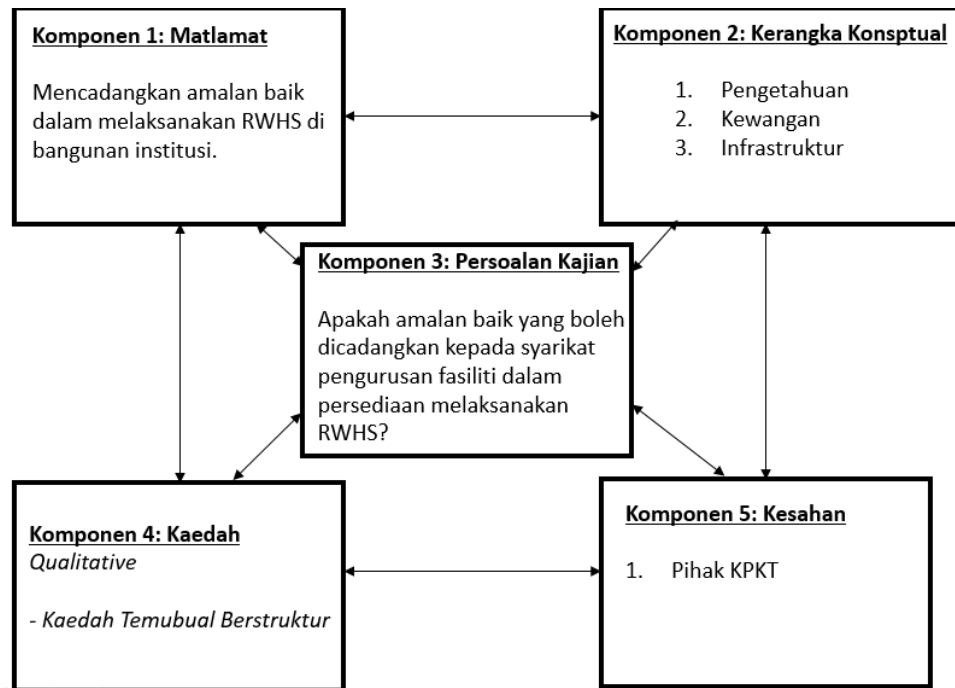 Komponen 1: Matlamat
Mencadangkan amalan baik
dalam melaksanakan RWHS di
bangunan institusi.
Komponen 2: Kerangka Konsptual
1. Pengetahuan
2. Kewangan
3. Infrastruktur
Komponen 3: Persoalan Kajian
Apakah amalan baik yang boleh
dicadangkan kepada syarikat
pengurusan fasiliti dalam
persediaan melaksanakan
RWHS?
Komponen 4: Kaedah
Qualitative
- Kaedah Temubual Berstruktur
Komponen 5: Kesahan
1. Pihak KPKT